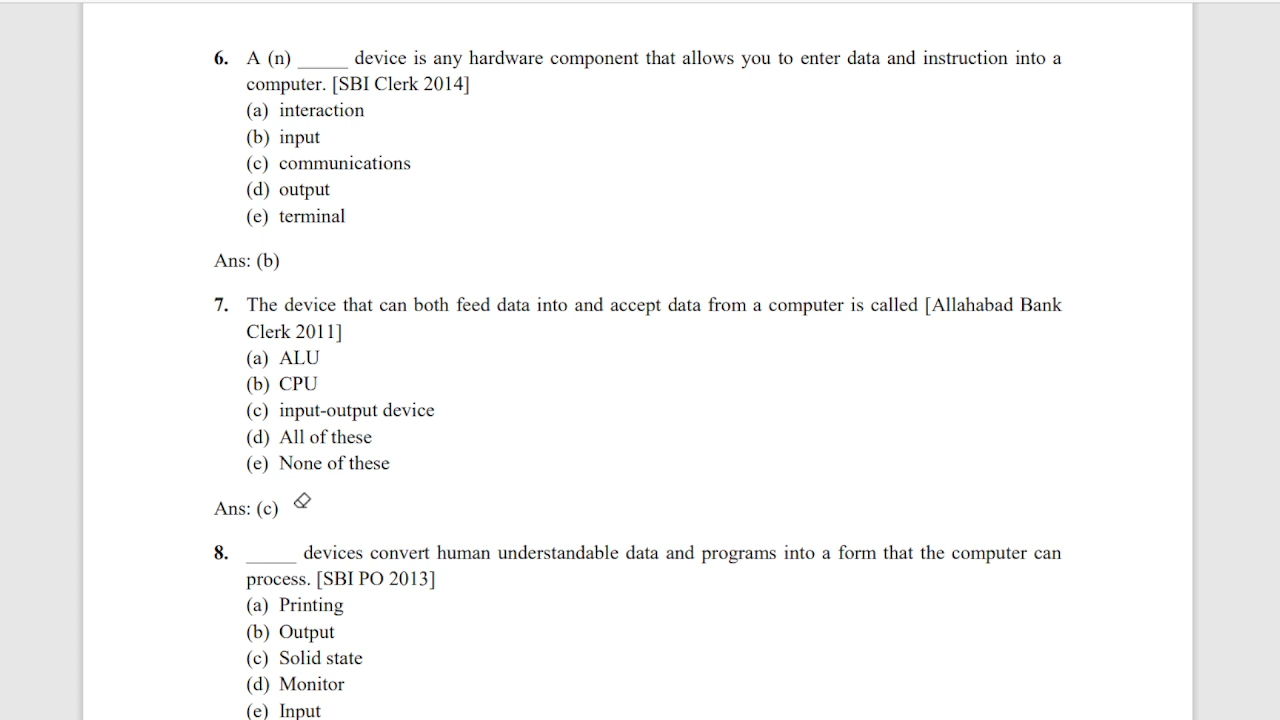 6. A (n) _____ device is any hardware component that allows you to enter data and instruction into a
computer. [SBI Clerk 2014]
(a) interaction
(b) input
(c) communications
(d) output
(e) terminal
Ans: (b)
7. The device that can both feed data into and accept data from a computer is called [Allahabad Bank
Clerk 2011]
(a) ALU
(b) CPU
(c) input-output device
(d) All of these
(e) None of these
Ans: (c)
8. _____ devices convert human understandable data and programs into a form that the computer can
process. [SBI PO 2013]
(a) Printing
(b) Output
(c) Solid state
(d) Monitor
(e) Input